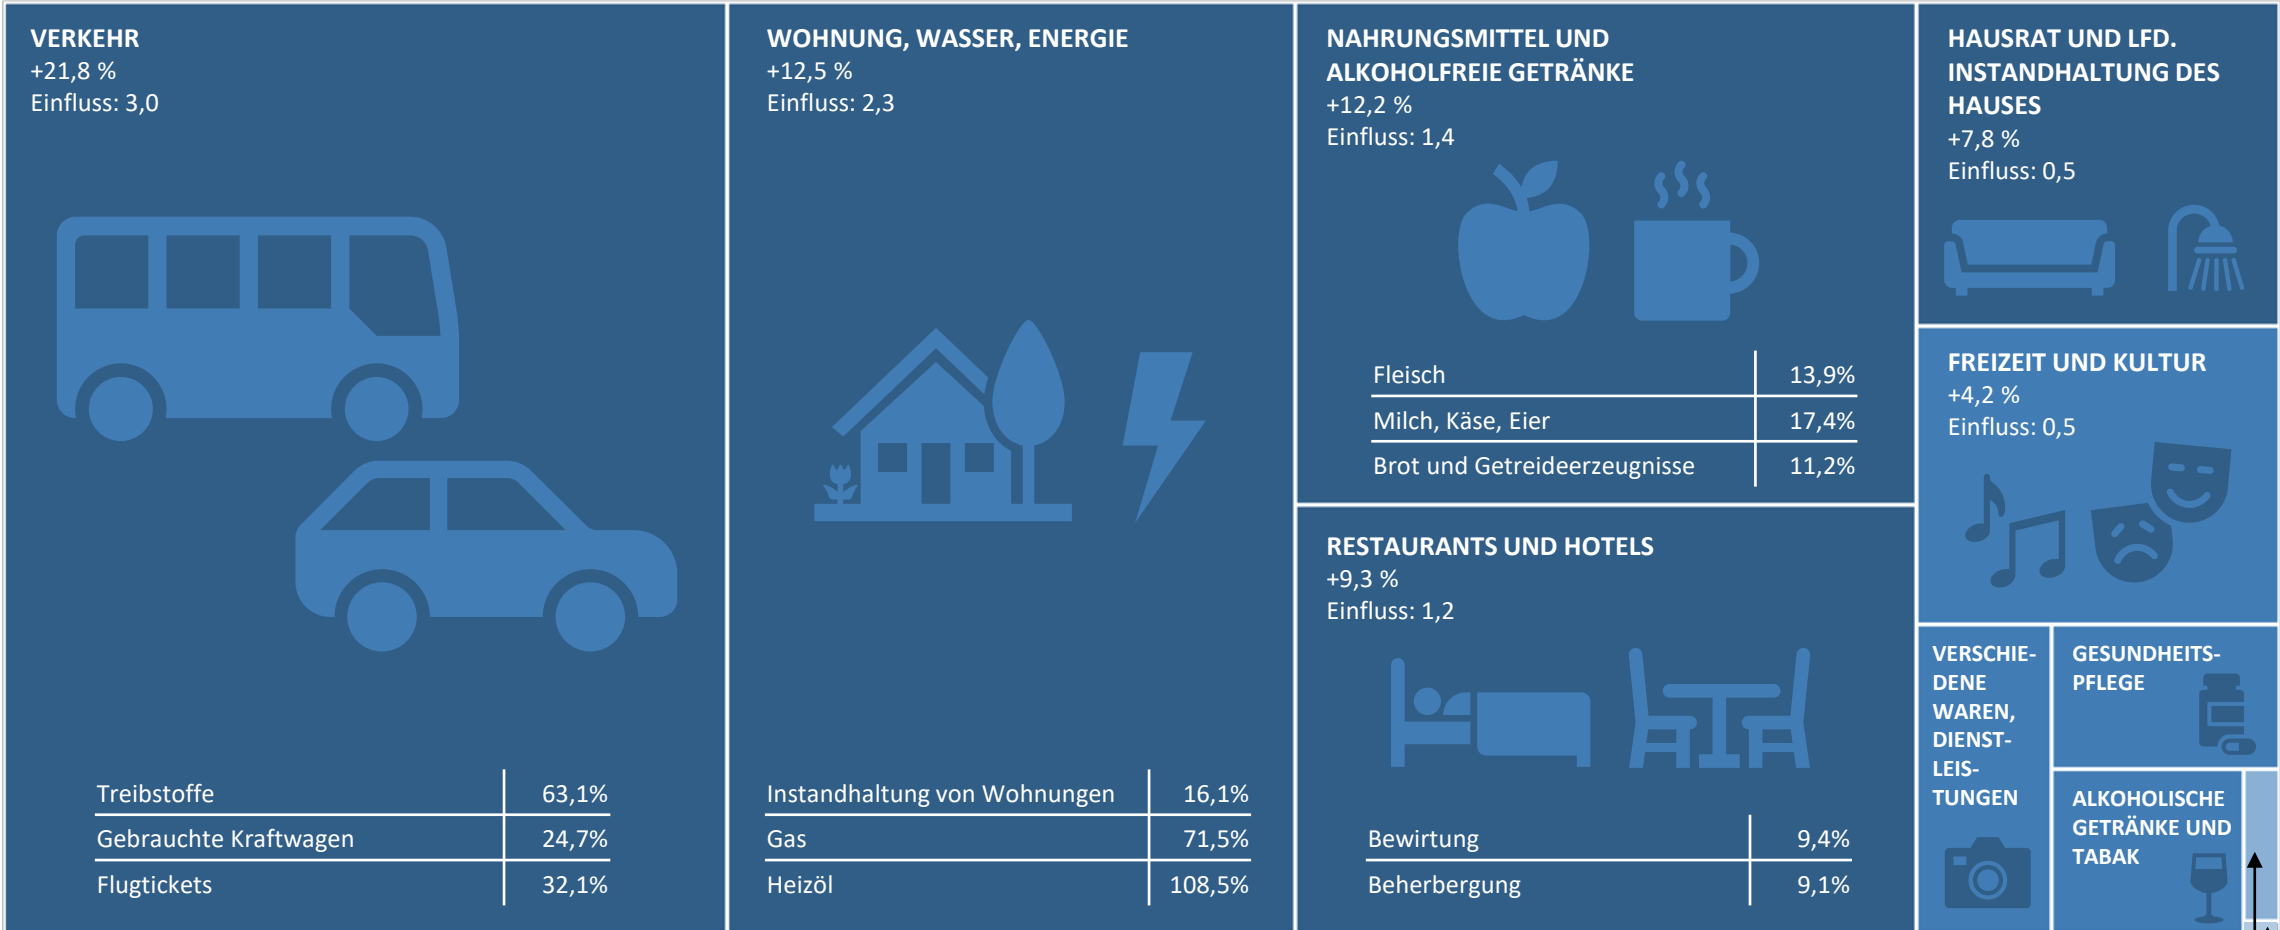 VERKEHR
+21,8 %
Einfluss: 3,0
Treibstoffe 63,1%
Gebrauchte Kraftwagen 24,7%
Flugtickets 32,1%
WOHNUNG, WASSER, ENERGIE
+12,5 %
Einfluss: 2,3
Instandhaltung von Wohnungen 16,1%
Gas 71,5%
Heizöl 108,5%
NAHRUNGSMITTEL UND
ALKOHOLFREIE GETRÄNKE
+12,2 %
Einfluss: 1,4
Fleisch 13,9%
Milch, Käse, Eier 17,4%
Brot und Getreideerzeugnisse 11,2%
RESTAURANTS UND HOTELS
+9,3 %
Einfluss: 1,2
Bewirtung 9,4%
Beherbergung 9,1%
HAUSRAT UND LFD.
INSTANDHALTUNG DES
HAUSES
+7,8 %
Einfluss: 0,5
FREIZEIT UND KULTUR
+4,2 %
Einfluss: 0,5
VERSCHIE-
DENE
WAREN,
DIENST-
LEIS-
TUNGEN
GESUNDHEITS-
PFLEGE
ALKOHOLISCHE
GETRÄNKE UND
TABAK